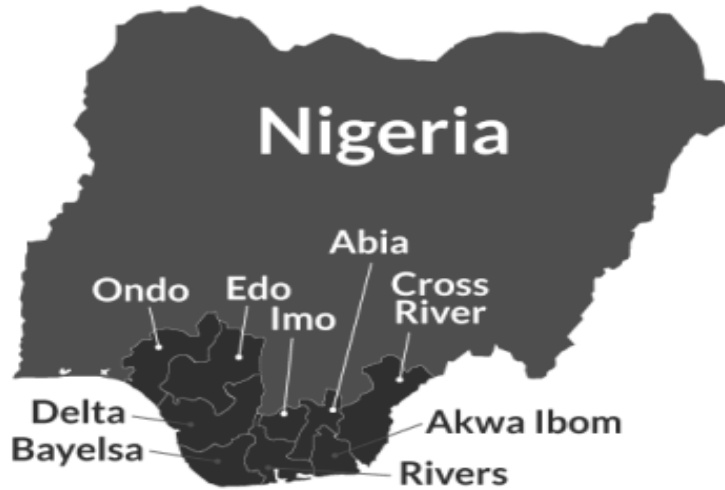 Nigeria
Abia
Ondo
Edo
Cross
River
Imo
Delta
Bayelsa
Akwa Ibom
Rivers